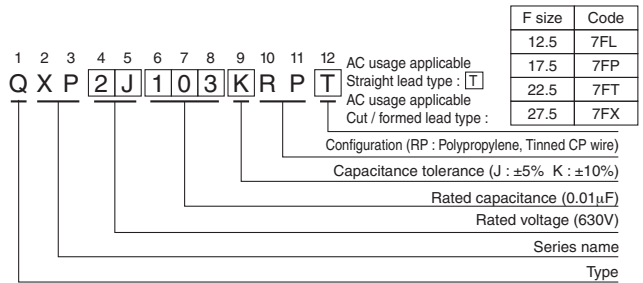 F size Code
12.5 7FL
17.5 7FP
22.5 7FT
27.5 7FX
1 2 3 4 5 6 7 8 9 10 11 12
Q X P 2 J 1 0 3 K R P T
AC usage applicable
Straight lead type : T
AC usage applicable
Cut / formed lead type :
Configuration (RP : Polypropylene, Tinned CP wire)
Capacitance tolerance (J : ±5% K : ±10%)
Rated capacitance (0.01μF)
Rated voltage (630V)
Series name
Type